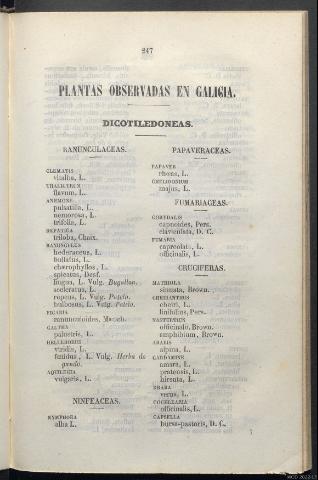 247
PLANTAS OBSERVADAS EN GALICIA.
DICOTILEDONEAS.
RANUNCULACEAS.
CLEMATIS
vitalba, L.
THALICTRUM
flavum, L.
ANEMONE
pulsatilla, L.
nemorosa, L.
trifolia, L.
HEPATICA
triloba, Chaix.
RANUNCULUS
hederaceus, L.
bullatus, L.
chærophyllos, L.
spicatus, Desf.
lingua, L. Vulg. Bugallon.
sceleratus, L.
repens, L. Vulg. Patelo.
bulbosus, L. Vulg. Patelo.
FICARIA
ranunculoides, Mœnch.
CALTHA
palustris, L.
HELLEBORUS
viridis, L.
fœtidus, L. Vulg. Herba do
gando.
AQUILEGIA
vulgaris, L.
NINFEACEAS.
NYMPHÆA
alba L.
PAPAVERACEAS.
PAPAVER
rhœas, L.
CHELIDONIUM
majus, L.
FUMARIACEAS.
CORYDALIS
capnoides, Pers.
claviculata, D. C.
FUMARIA
capreolata, L.
officinalis, L.
CRUCIFERAS.
MATHIOLA
sinuata, Brown.
CHEIRANTHUS
cheiri, L.
linifolius, Pers.
NASTURTIUM
officinale, Brown.
amphibium, Brown.
ARABIS
alpina, L.
CARDAMINE
amara, L.
pratensis, L.
hirsuta, L.
DRABA
verna, L.
COCHLEARIA
officinalis, L.
CAPSELLA
bursa-pastoris, D. C.